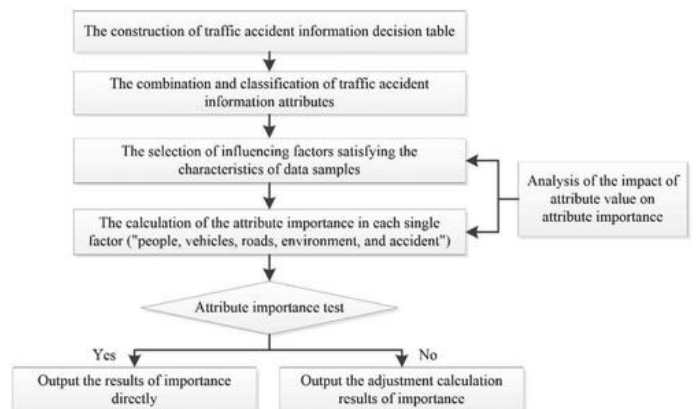 The construction of traffic accident information decision table
The combination and classification of traffic accident
information attributes
The selection of influencing factors satisfying the
characteristics of data samples
Analysis of the impact of
attribute value on
attribute importance
The calculation of the attribute importance in each single
factor ("people, vehicles, roads, environment, and accident")
Attribute importance test
Yes
No
Output the results of importance
directly
Output the adjustment calculation
results of importance